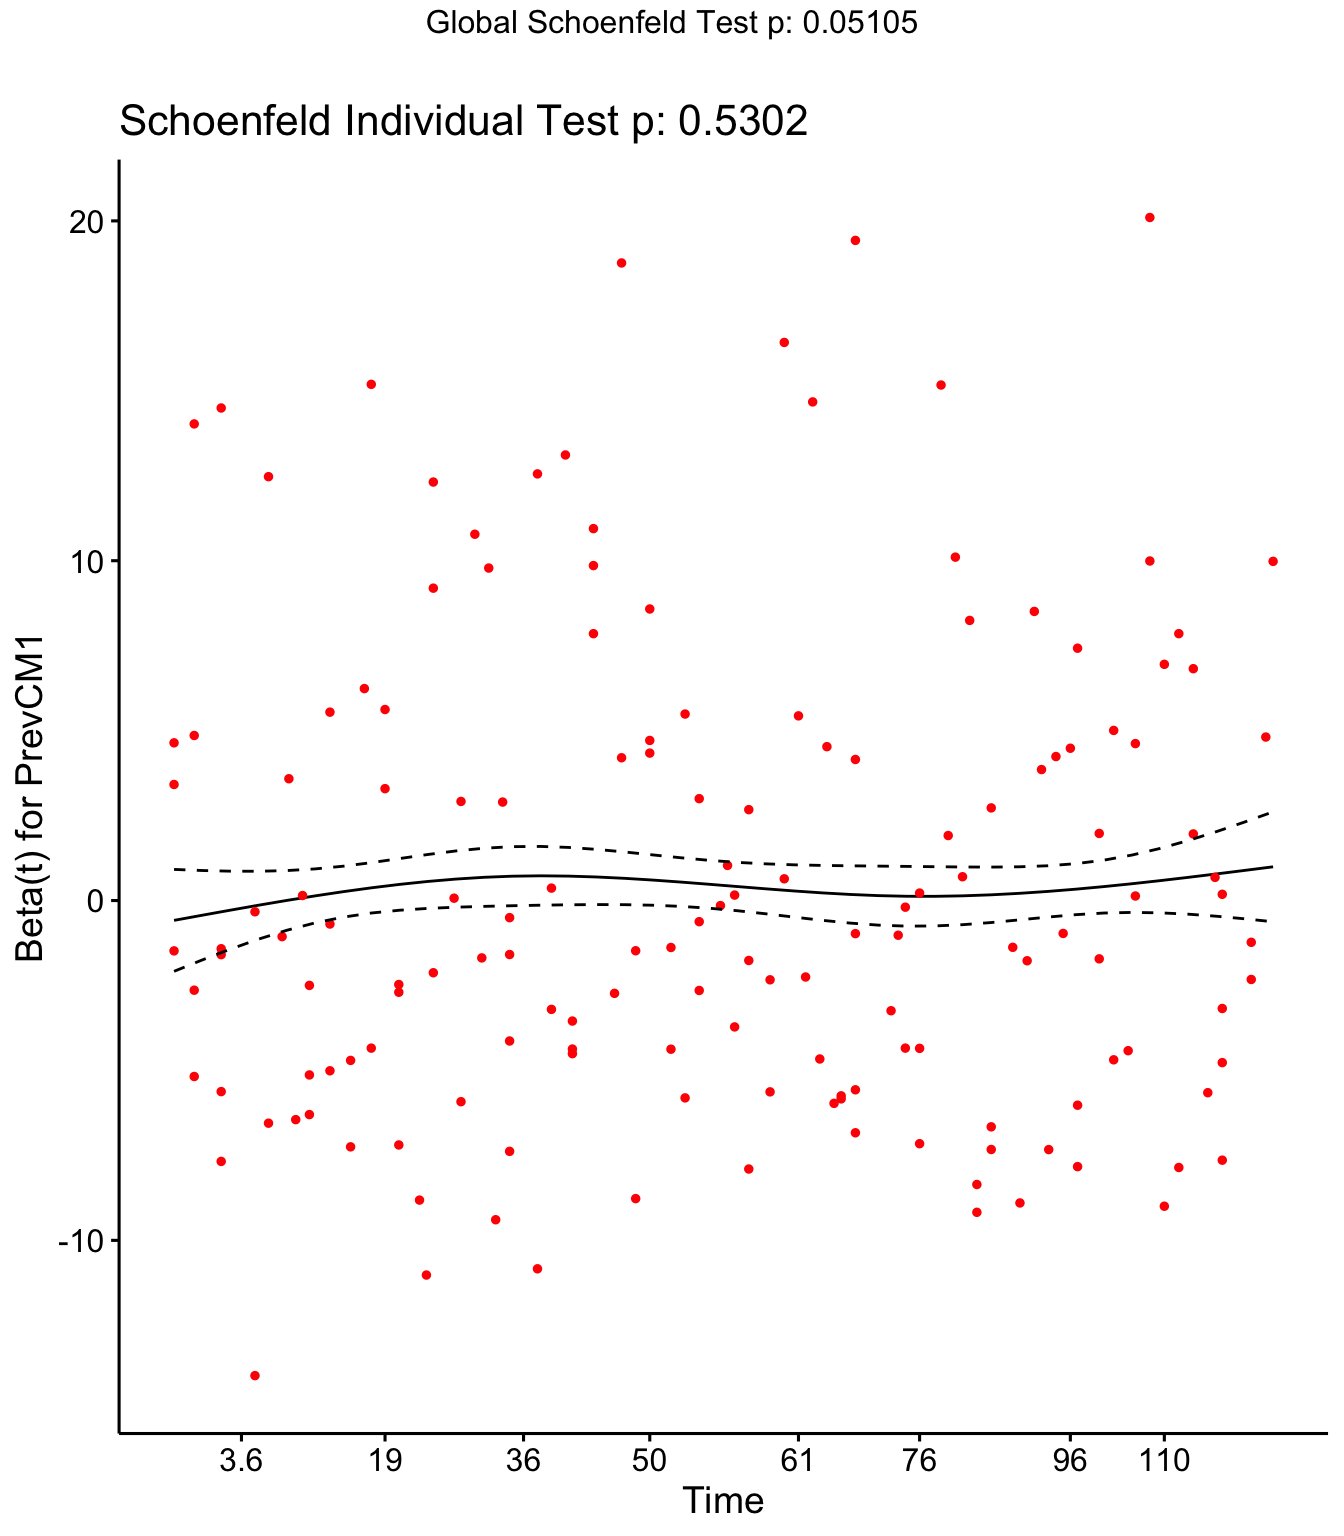 Global Schoenfeld Test p: 0.05105
Schoenfeld Individual Test p: 0.5302
20
10
0
-10
Beta(t) for PrevCM1
3.6 19 36 50 61 76 96 110
Time